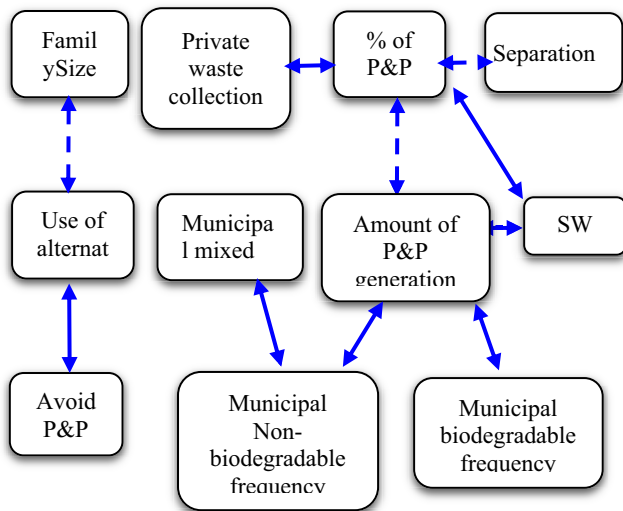 Famil
ySize
Private
waste
collection
% of
P&P
Separation
Use of
alternat
Municipa
l mixed
Amount of
P&P
generation
SW
Avoid
P&P
Municipal
Non-
biodegradable
frequency
Municipal
biodegradable
frequency